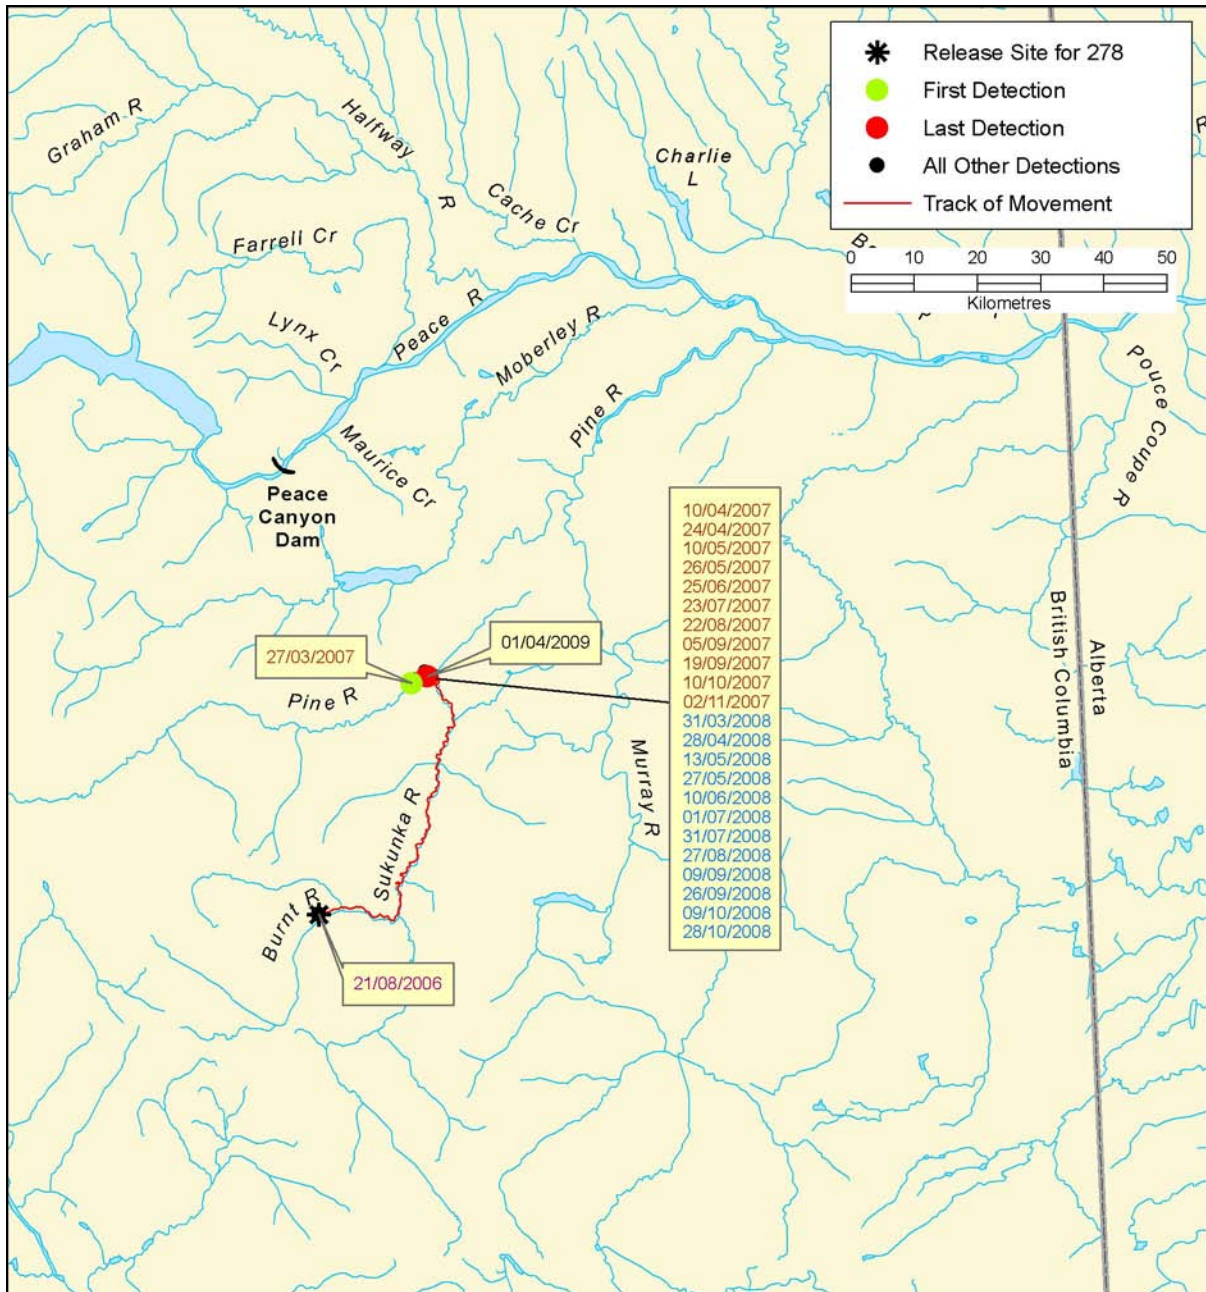 Release Site for 278
First Detection
Last Detection
All Other Detections
Track of Movement
0 10 20 30 40 50
Kilometres
Graham R
Halfway
R
Charlie
L
Cache Cr
Farrell Cr
Lynx Cr
Peace R
Moberley R
Pine R
Maurice Cr
Pouce Coupe R
Peace
Canyon
Dam
10/04/2007
24/04/2007
10/05/2007
26/05/2007
25/06/2007
23/07/2007
22/08/2007
05/09/2007
19/09/2007
10/10/2007
02/11/2007
31/03/2008
28/04/2008
13/05/2008
27/05/2008
10/06/2008
01/07/2008
31/07/2008
27/08/2008
09/09/2008
26/09/2008
09/10/2008
28/10/2008
27/03/2007
01/04/2009
Pine R
British Columbia
Alberta
Murray R
Sukunka R
Burnt R
21/08/2006